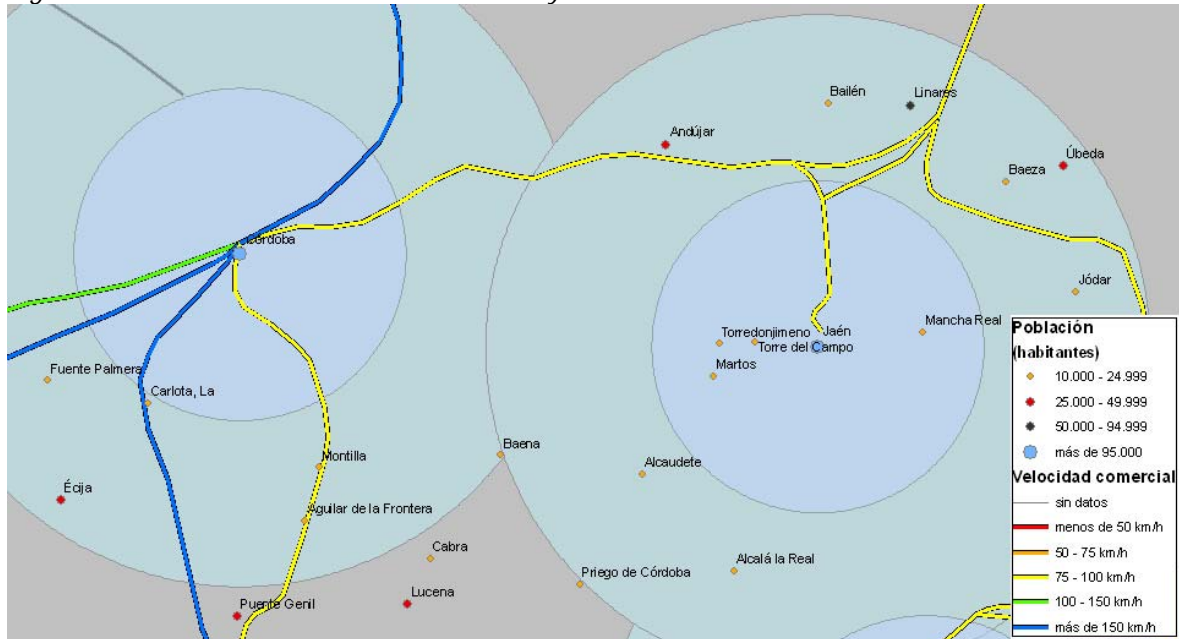 Bailén
Linares
Andújar
Úbeda
Baeza
Córdoba
Jódar
Torredonjimeno
Jaén
Mancha Real
Torre del Campo
Martos
Fuente Palmera
Carlota, La
Baena
Montilla
Alcaudete
Écija
Aguilar de la Frontera
Cabra
Alcalá la Real
Priego de Córdoba
Lucena
Puente Genil
Población
(habitantes)
10.000 - 24.999
25.000 - 49.999
50.000 - 94.999
más de 95.000
Velocidad comercial
sin datos
menos de 50 km/h
50 - 75 km/h
75 - 100 km/h
100 - 150 km/h
más de 150 km/h